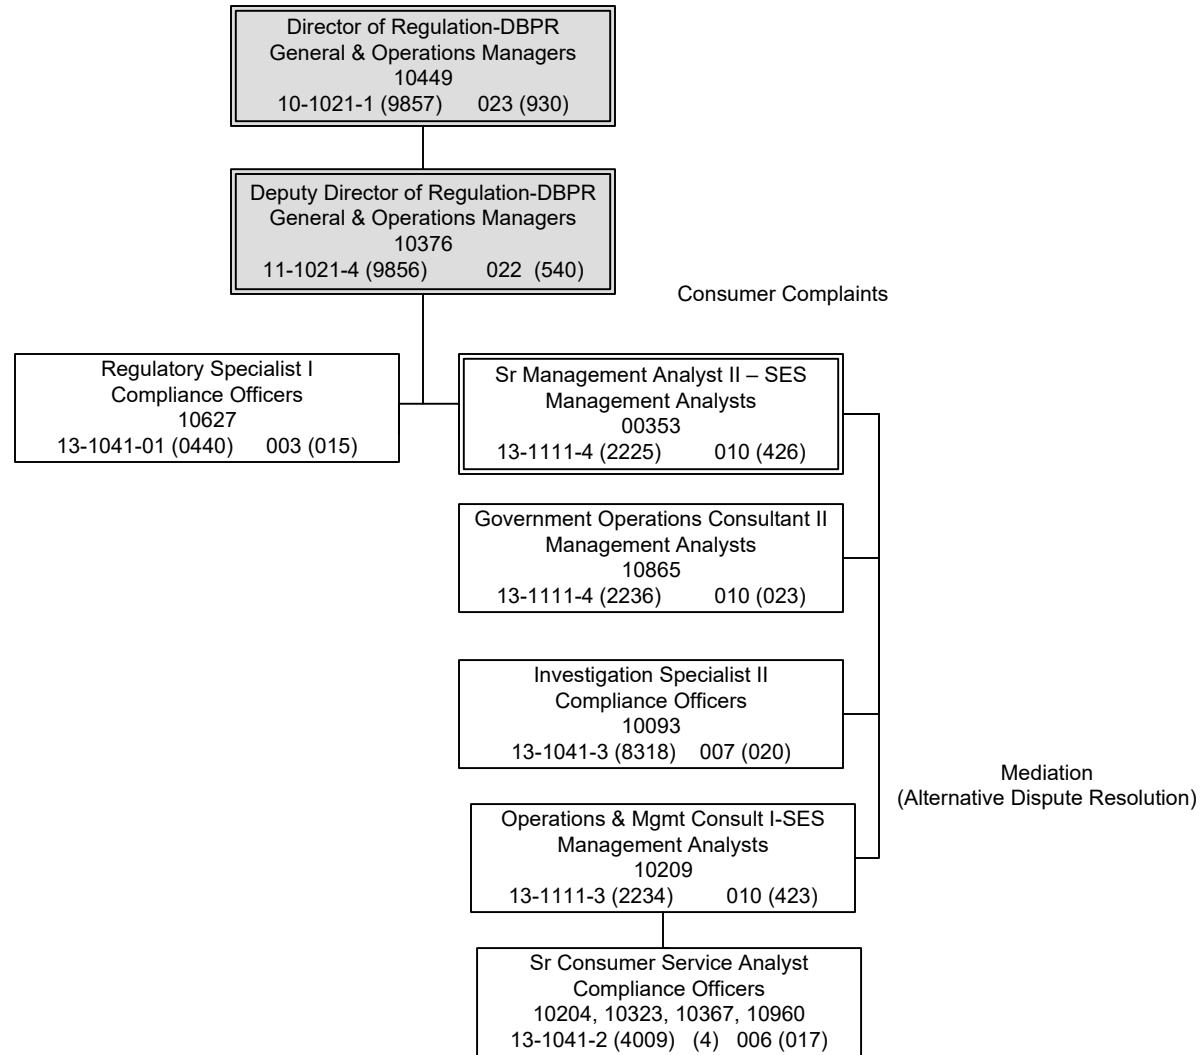 Director of Regulation-DBPR
General & Operations Managers
10449
10-1021-1 (9857) 023 (930)
Deputy Director of Regulation-DBPR
General & Operations Managers
10376
11-1021-4 (9856) 022 (540)
Consumer Complaints
Regulatory Specialist I
Compliance Officers
10627
13-1041-01 (0440) 003 (015)
Sr Management Analyst II – SES
Management Analysts
00353
13-1111-4 (2225) 010 (426)
Government Operations Consultant II
Management Analysts
10865
13-1111-4 (2236) 010 (023)
Investigation Specialist II
Compliance Officers
10093
13-1041-3 (8318) 007 (020)
Mediation
(Alternative Dispute Resolution)
Operations & Mgmt Consult I-SES
Management Analysts
10209
13-1111-3 (2234) 010 (423)
Sr Consumer Service Analyst
Compliance Officers
10204, 10323, 10367, 10960
13-1041-2 (4009) (4) 006 (017)